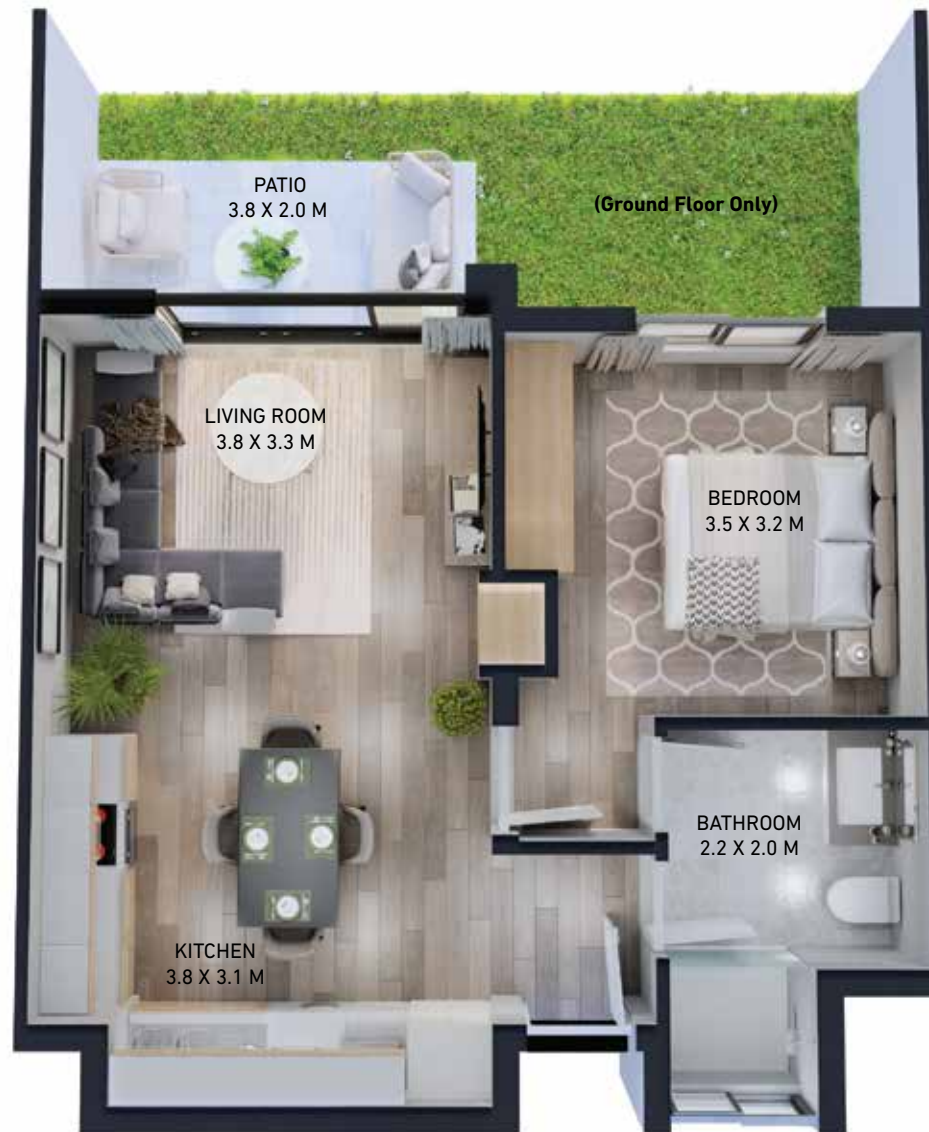 PATIO
3.8 X 2.0 M
(Ground Floor Only)
LIVING ROOM
3.8 X 3.3 M
BEDROOM
3.5 X 3.2 M
BATHROOM
2.2 X 2.0 M
KITCHEN
3.8 X 3.1 M